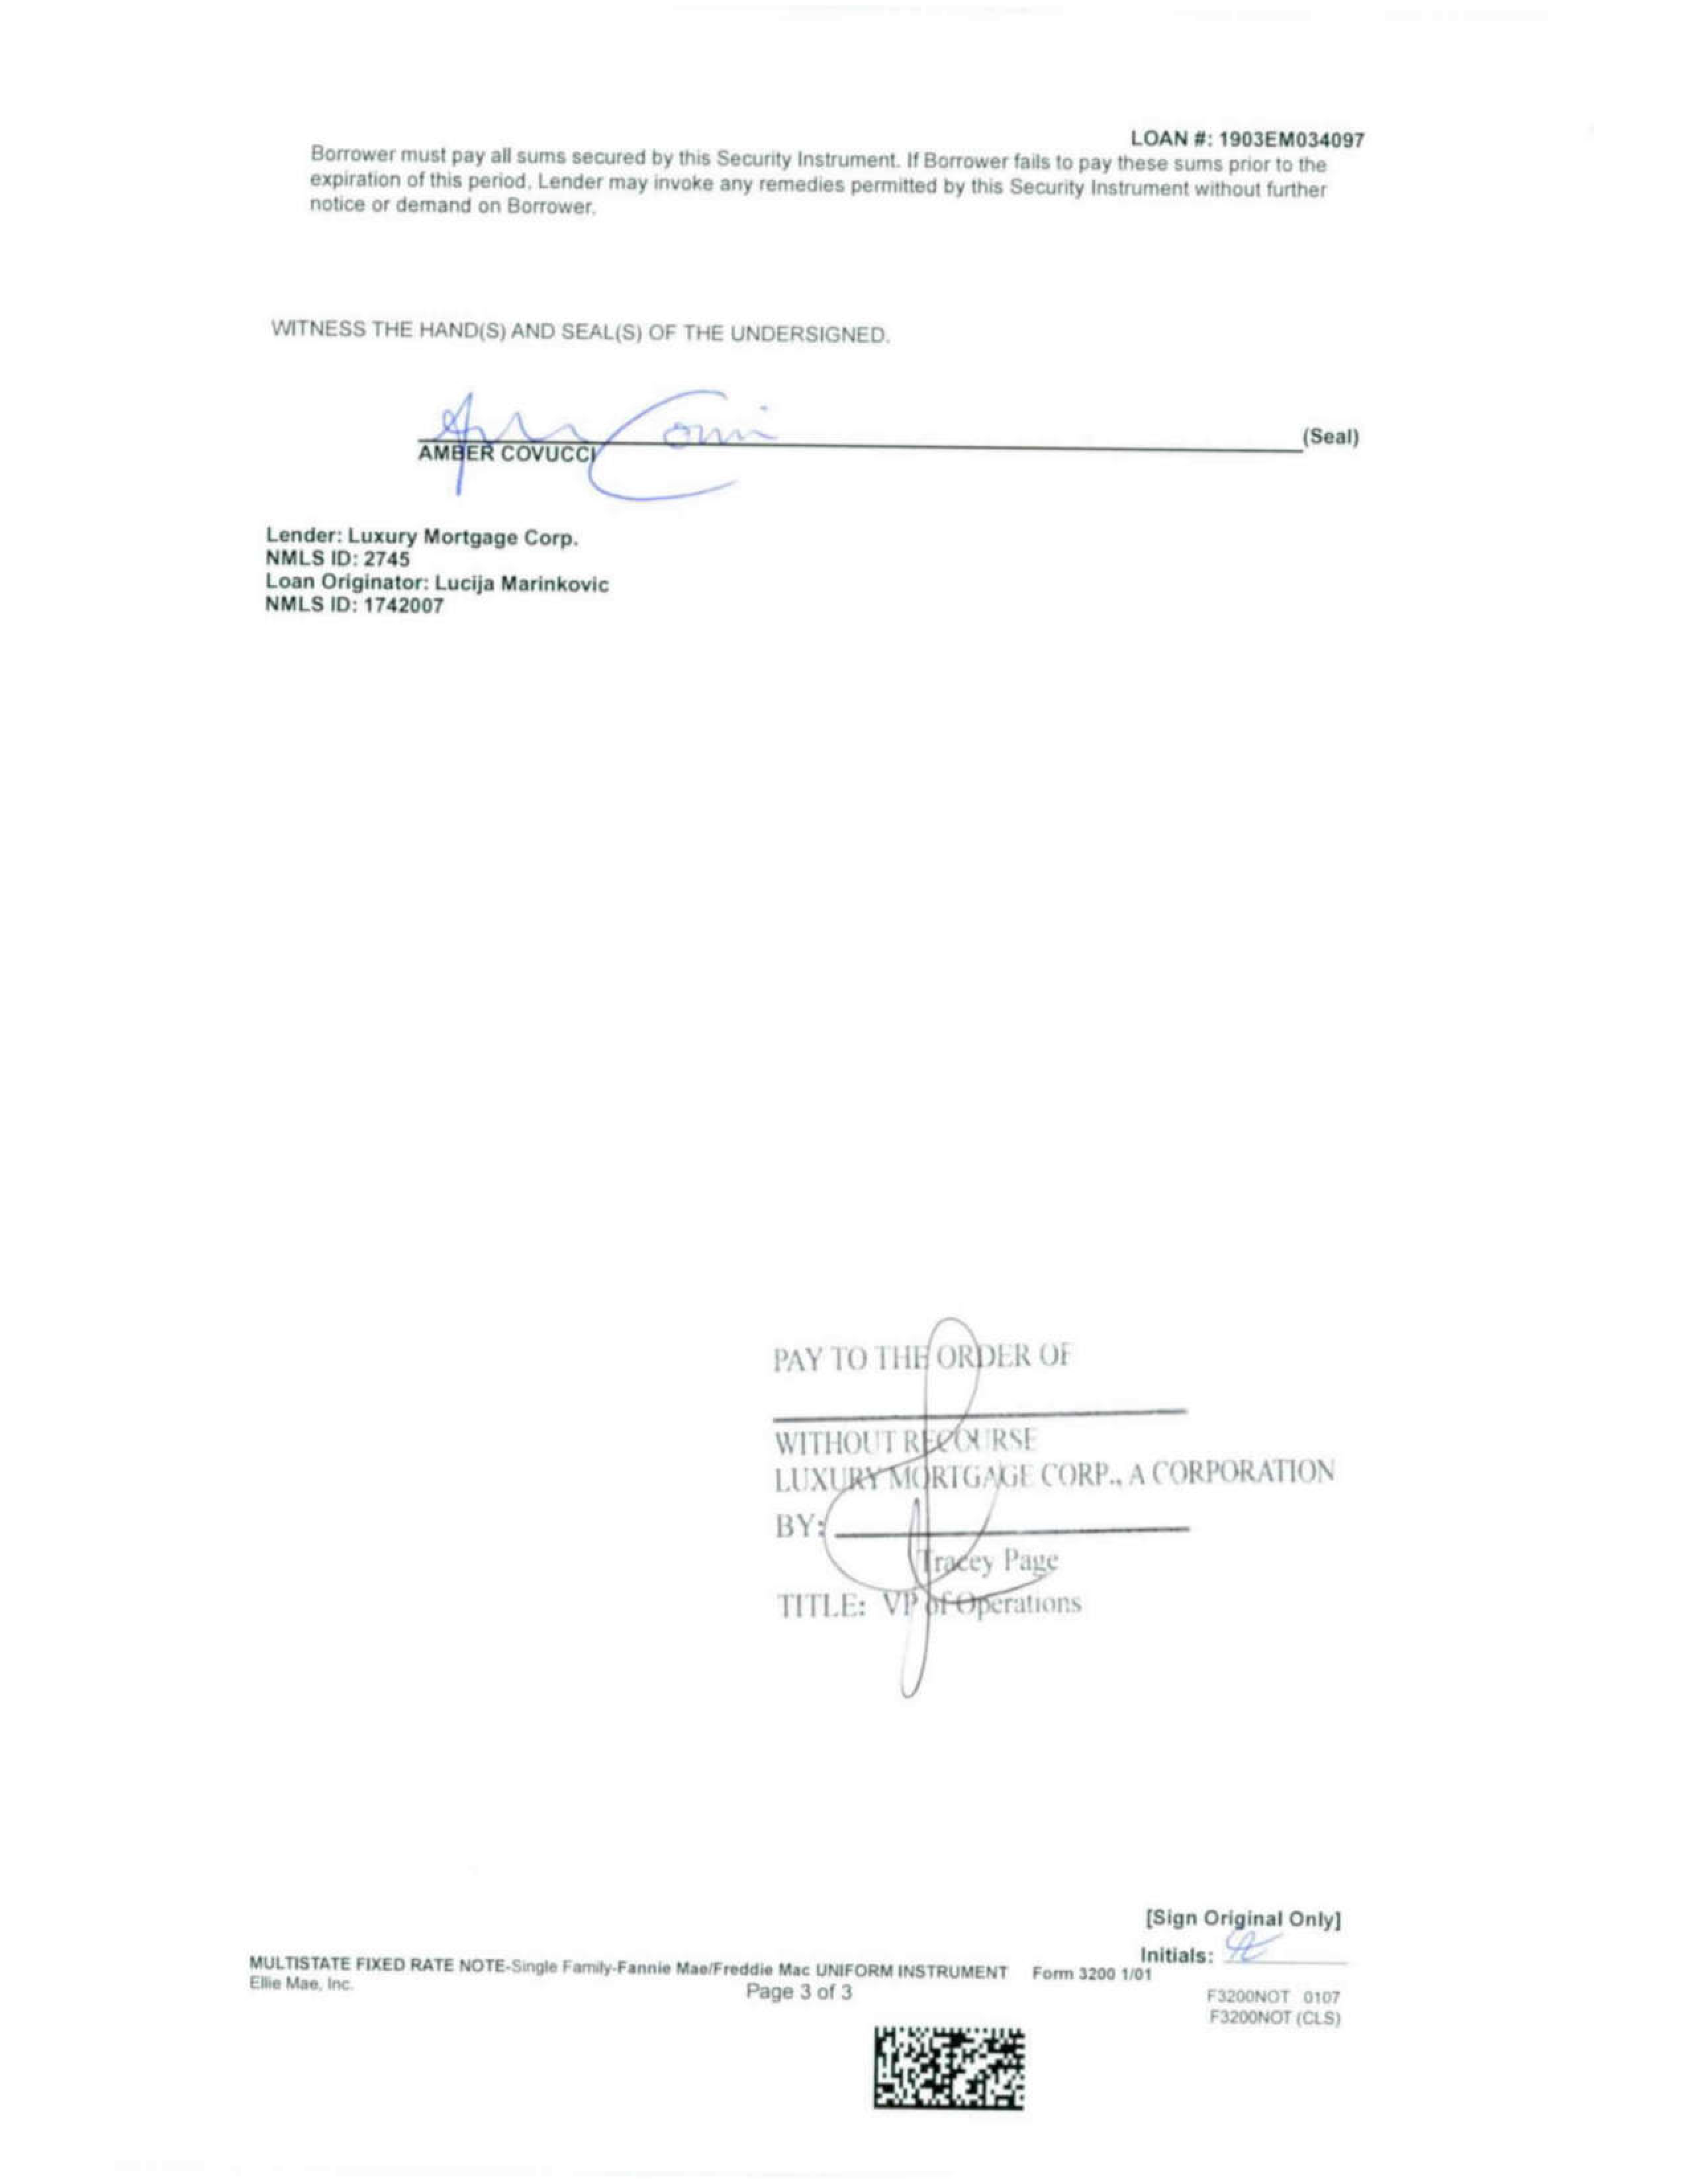 LOAN #: 1903EM034097
Borrower must pay all sums secured by this Security Instrument. If Borrower fails to pay these sums prior to the
expiration of this period, Lender may invoke any remedies permitted by this Security Instrument without further
notice or demand on Borrower.
WITNESS THE HAND(S) AND SEAL(S) OF THE UNDERSIGNED.
(Seal)
AMBER COVUCCI
Lender: Luxury Mortgage Corp.
NMLS ID: 2745
Loan Originator: Lucija Marinkovic
NMLS ID: 1742007
PAY TO THE ORDER OF
WITHOUT RECOURSE
LUXURY MORTGAGE CORP., A CORPORATION
BY:
Tracey Page
TITLE: VP of Operations
[Sign Original Only]
Initials: AC
MULTISTATE FIXED RATE NOTE-Single Family-Fannie Mae/Freddie Mac UNIFORM INSTRUMENT Form 3200 1/01
Ellie Mae, Inc.
Page 3 of 3
F3200NOT 0107
F3200NOT (CLS)